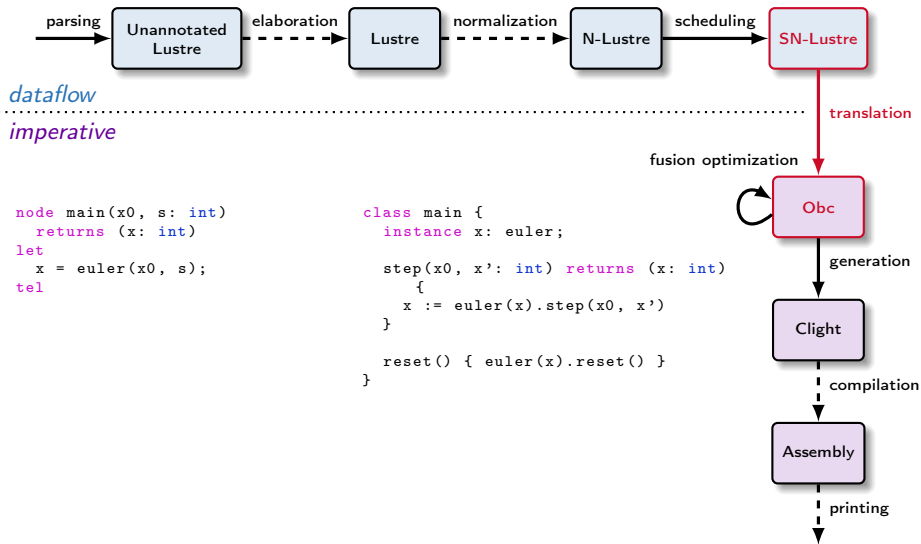 parsing
Unannotated
Lustre
elaboration
Lustre
normalization
N-Lustre
scheduling
SN-Lustre
dataflow
imperative
translation
fusion optimization
Obc
generation
Clight
compilation
Assembly
printing
node main(x0, s: int)
  returns (x: int)
let
  x = euler(x0, s);
tel
class main {
  instance x: euler;
  step(x0, x’: int) returns (x: int)
     {
    x := euler(x).step(x0, x’)
  }
  reset() { euler(x).reset() }
}